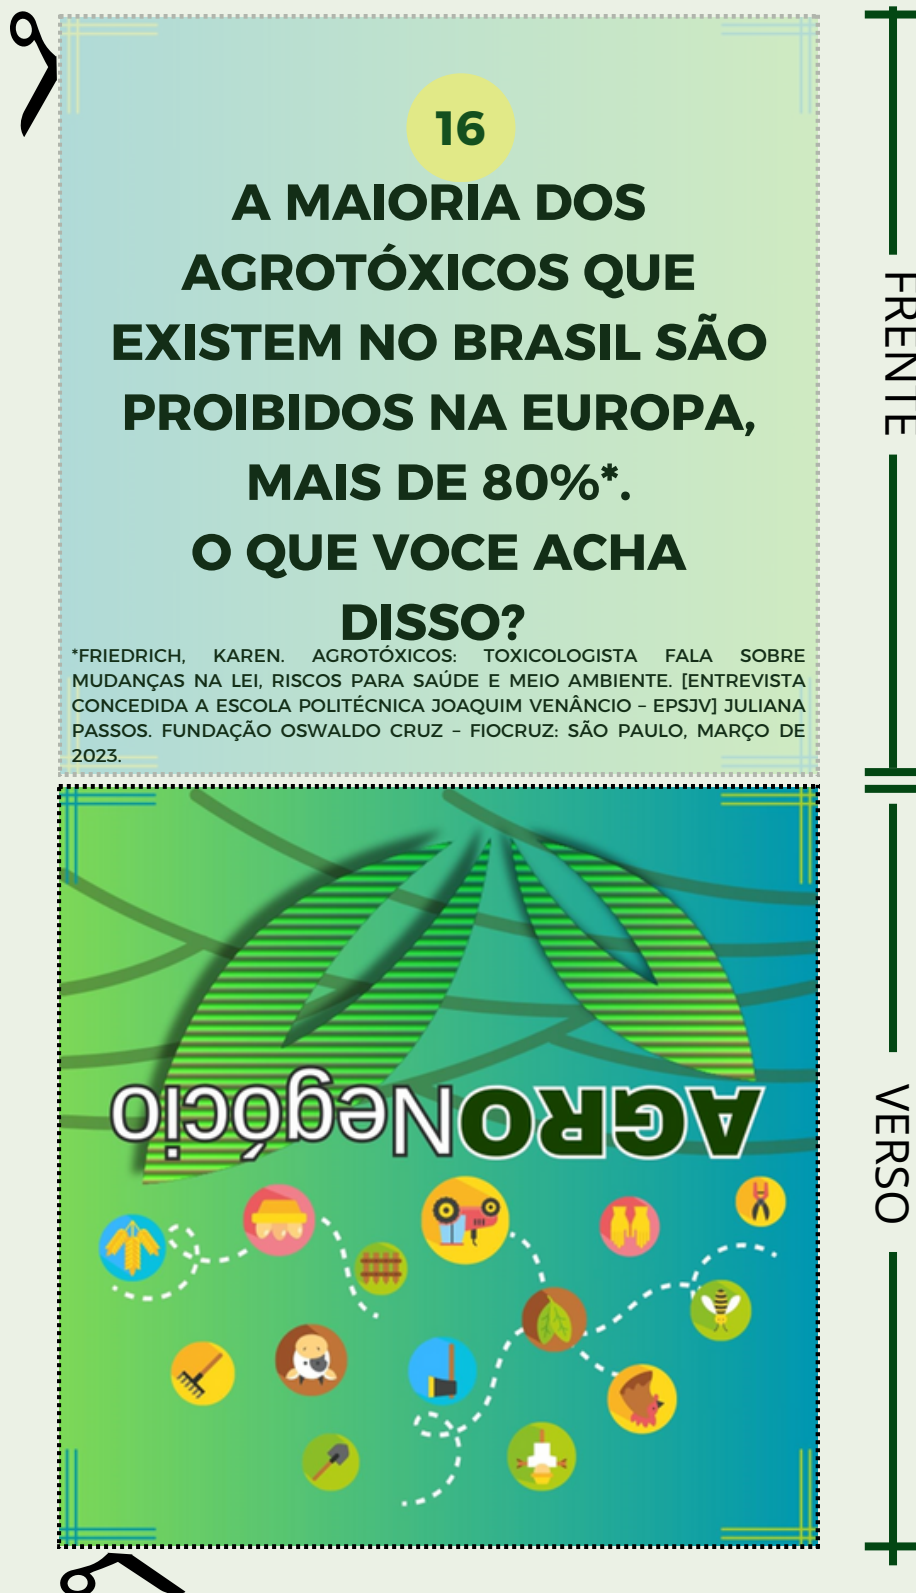 16
A MAIORIA DOS
AGROTÓXICOS QUE
EXISTEM NO BRASIL SÃO
PROIBIDOS NA EUROPA,
MAIS DE 80%*.
O QUE VOCE ACHA
DISSO?
*FRIEDRICH, KAREN. AGROTÓXICOS: TOXICOLOGISTA FALA SOBRE
MUDANÇAS NA LEI, RISCOS PARA SAÚDE E MEIO AMBIENTE. [ENTREVISTA
CONCEDIDA A ESCOLA POLITÉCNICA JOAQUIM VENÂNCIO – EPSJV] JULIANA
PASSOS. FUNDAÇÃO OSWALDO CRUZ – FIOCRUZ: SÃO PAULO, MARÇO DE
2023.
FRENTE
AGRONegócio
VERSO